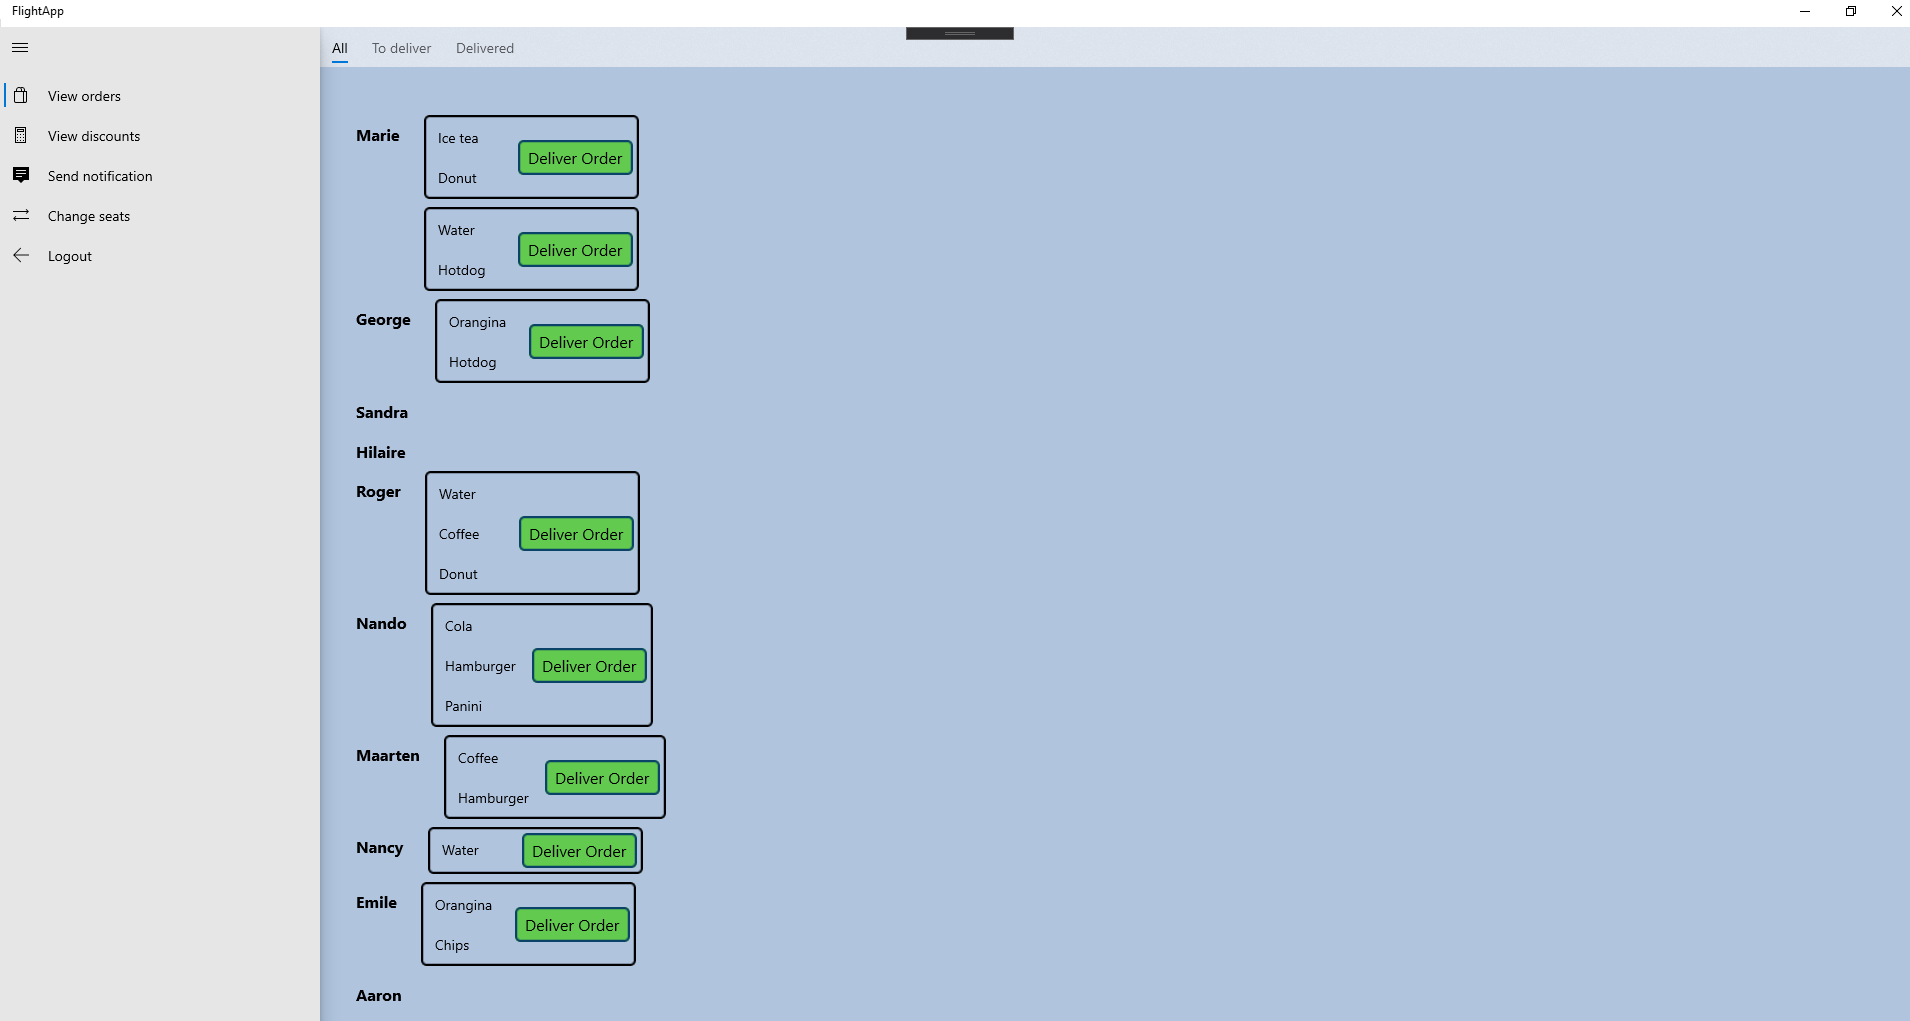 FlightApp
View orders
View discounts
Send notification
Change seats
Logout
All To deliver Delivered
Marie
Ice tea
Donut
Deliver Order
Water
Hotdog
Deliver Order
George
Orangina
Hotdog
Deliver Order
Sandra
Hilaire
Roger
Water
Coffee
Donut
Deliver Order
Nando
Cola
Hamburger
Panini
Deliver Order
Maarten
Coffee
Hamburger
Deliver Order
Nancy
Water
Deliver Order
Emile
Orangina
Chips
Deliver Order
Aaron